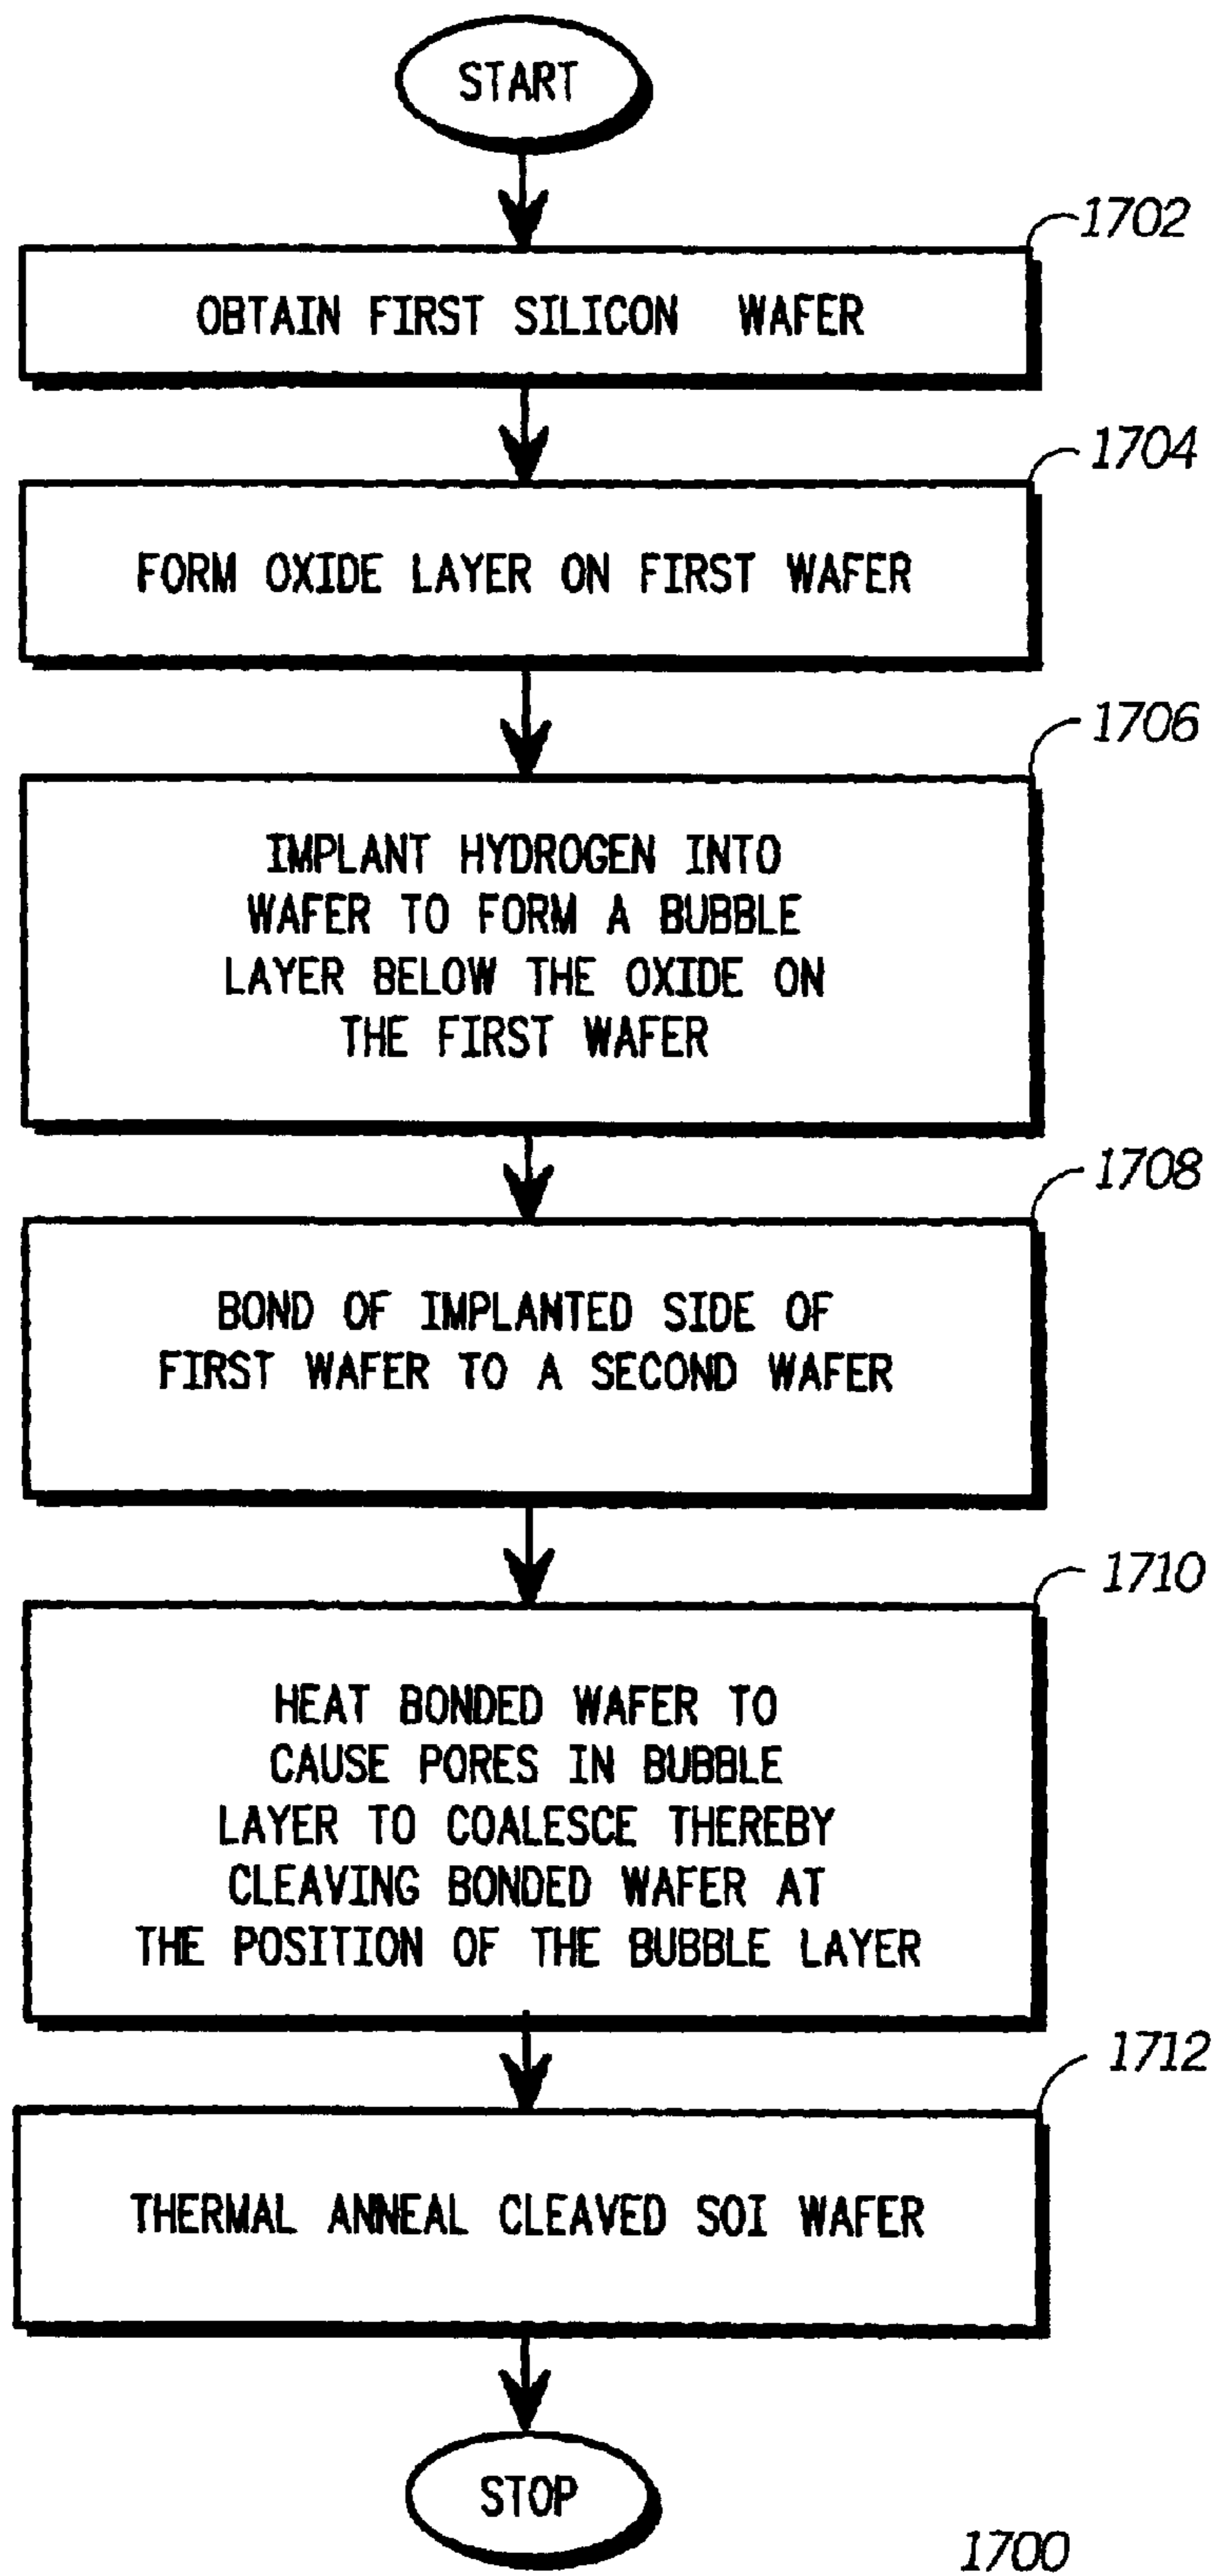 START
1702
OBTAIN FIRST SILICON WAFER
1704
FORM OXIDE LAYER ON FIRST WAFER
1706
IMPLANT HYDROGEN INTO
WAFER TO FORM A BUBBLE
LAYER BELOW THE OXIDE ON
THE FIRST WAFER
1708
BOND OF IMPLANTED SIDE OF
FIRST WAFER TO A SECOND WAFER
1710
HEAT BONDED WAFER TO
CAUSE PORES IN BUBBLE
LAYER TO COALESCE THEREBY
CLEAVING BONDED WAFER AT
THE POSITION OF THE BUBBLE LAYER
1712
THERMAL ANNEAL CLEAVED SOI WAFER
STOP
1700